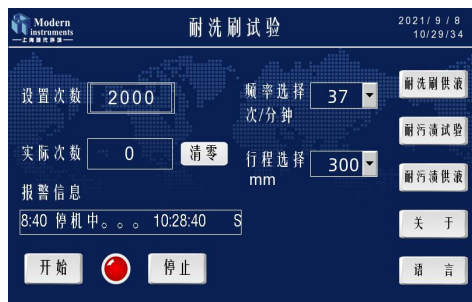 Modern
instruments
上海现代环境
耐洗刷试验
2021/ 9 / 8
10/29/34
设置次数 2000
频率选择 37
次/分钟
耐洗刷供液
实际次数 0 清零
耐污渍试验
行程选择 300
mm
耐污渍供液
报警信息
8:40 停机中。。。 10:28:40 S
关 于
开始 停止
语 言